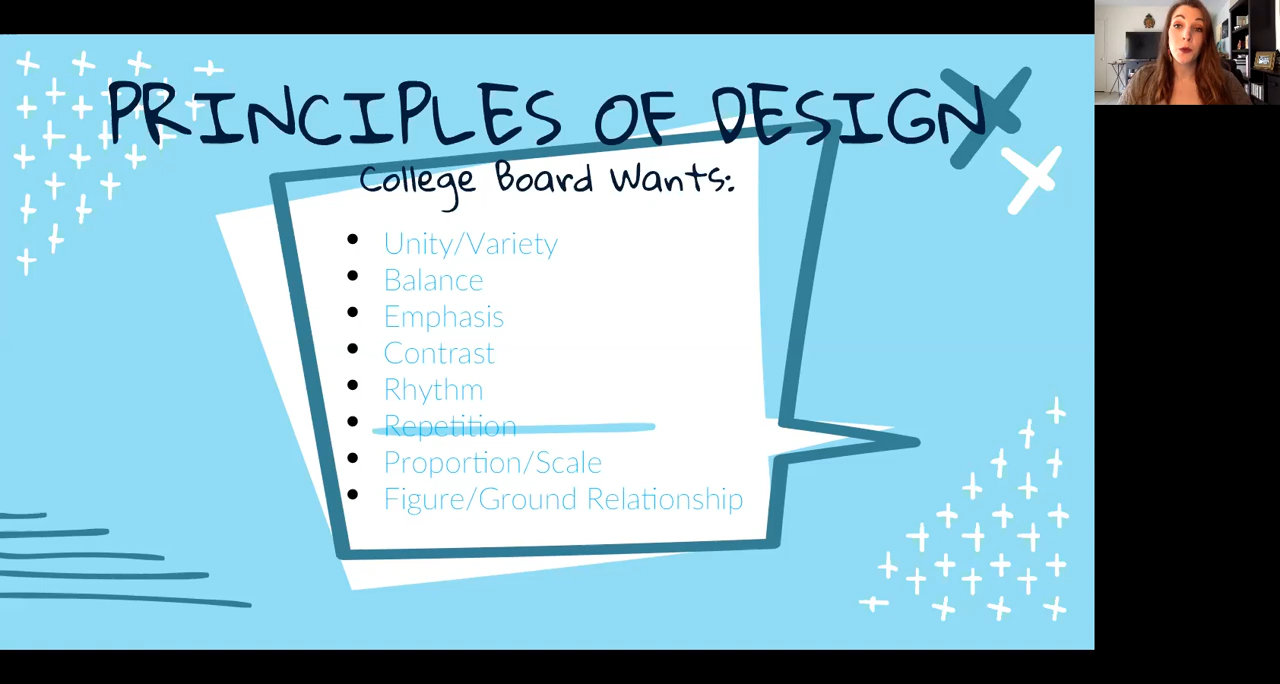 PRINCIPLES OF DESIGN
College Board Wants:
• Unity/Variety
• Balance
• Emphasis
• Contrast
• Rhythm
• Repetition
• Proportion/Scale
• Figure/Ground Relationship